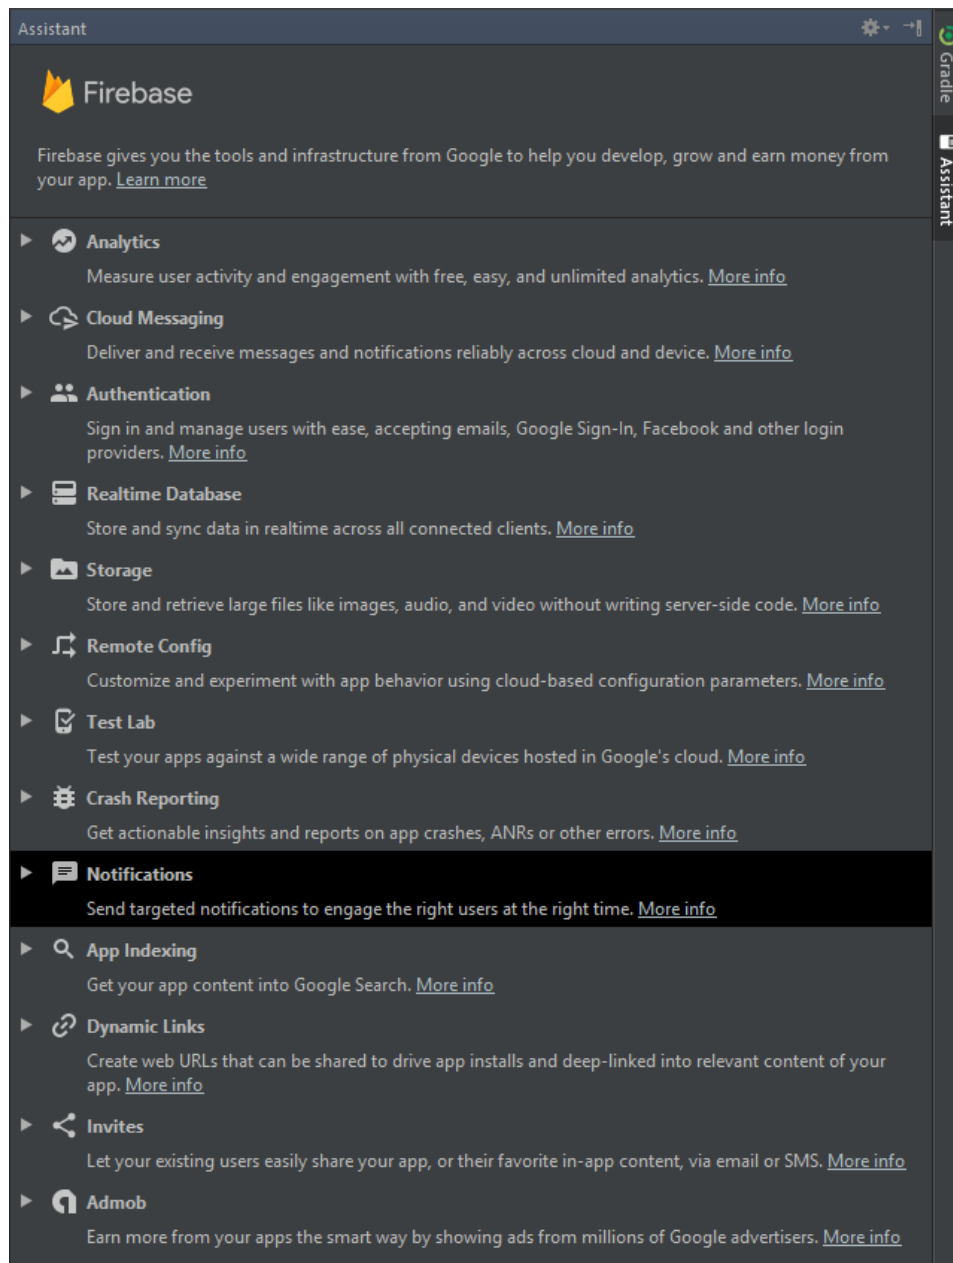 Assistant
Firebase
Firebase gives you the tools and infrastructure from Google to help you develop, grow and earn money from
your app. Learn more
Analytics
Measure user activity and engagement with free, easy, and unlimited analytics. More info
Cloud Messaging
Deliver and receive messages and notifications reliably across cloud and device. More info
Authentication
Sign in and manage users with ease, accepting emails, Google Sign-In, Facebook and other login
providers. More info
Realtime Database
Store and sync data in realtime across all connected clients. More info
Storage
Store and retrieve large files like images, audio, and video without writing server-side code. More info
Remote Config
Customize and experiment with app behavior using cloud-based configuration parameters. More info
Test Lab
Test your apps against a wide range of physical devices hosted in Google's cloud. More info
Crash Reporting
Get actionable insights and reports on app crashes, ANRs or other errors. More info
Notifications
Send targeted notifications to engage the right users at the right time. More info
App Indexing
Get your app content into Google Search. More info
Dynamic Links
Create web URLs that can be shared to drive app installs and deep-linked into relevant content of your
app. More info
Invites
Let your existing users easily share your app, or their favorite in-app content, via email or SMS. More info
Admob
Earn more from your apps the smart way by showing ads from millions of Google advertisers. More info
Gradle
Assistant